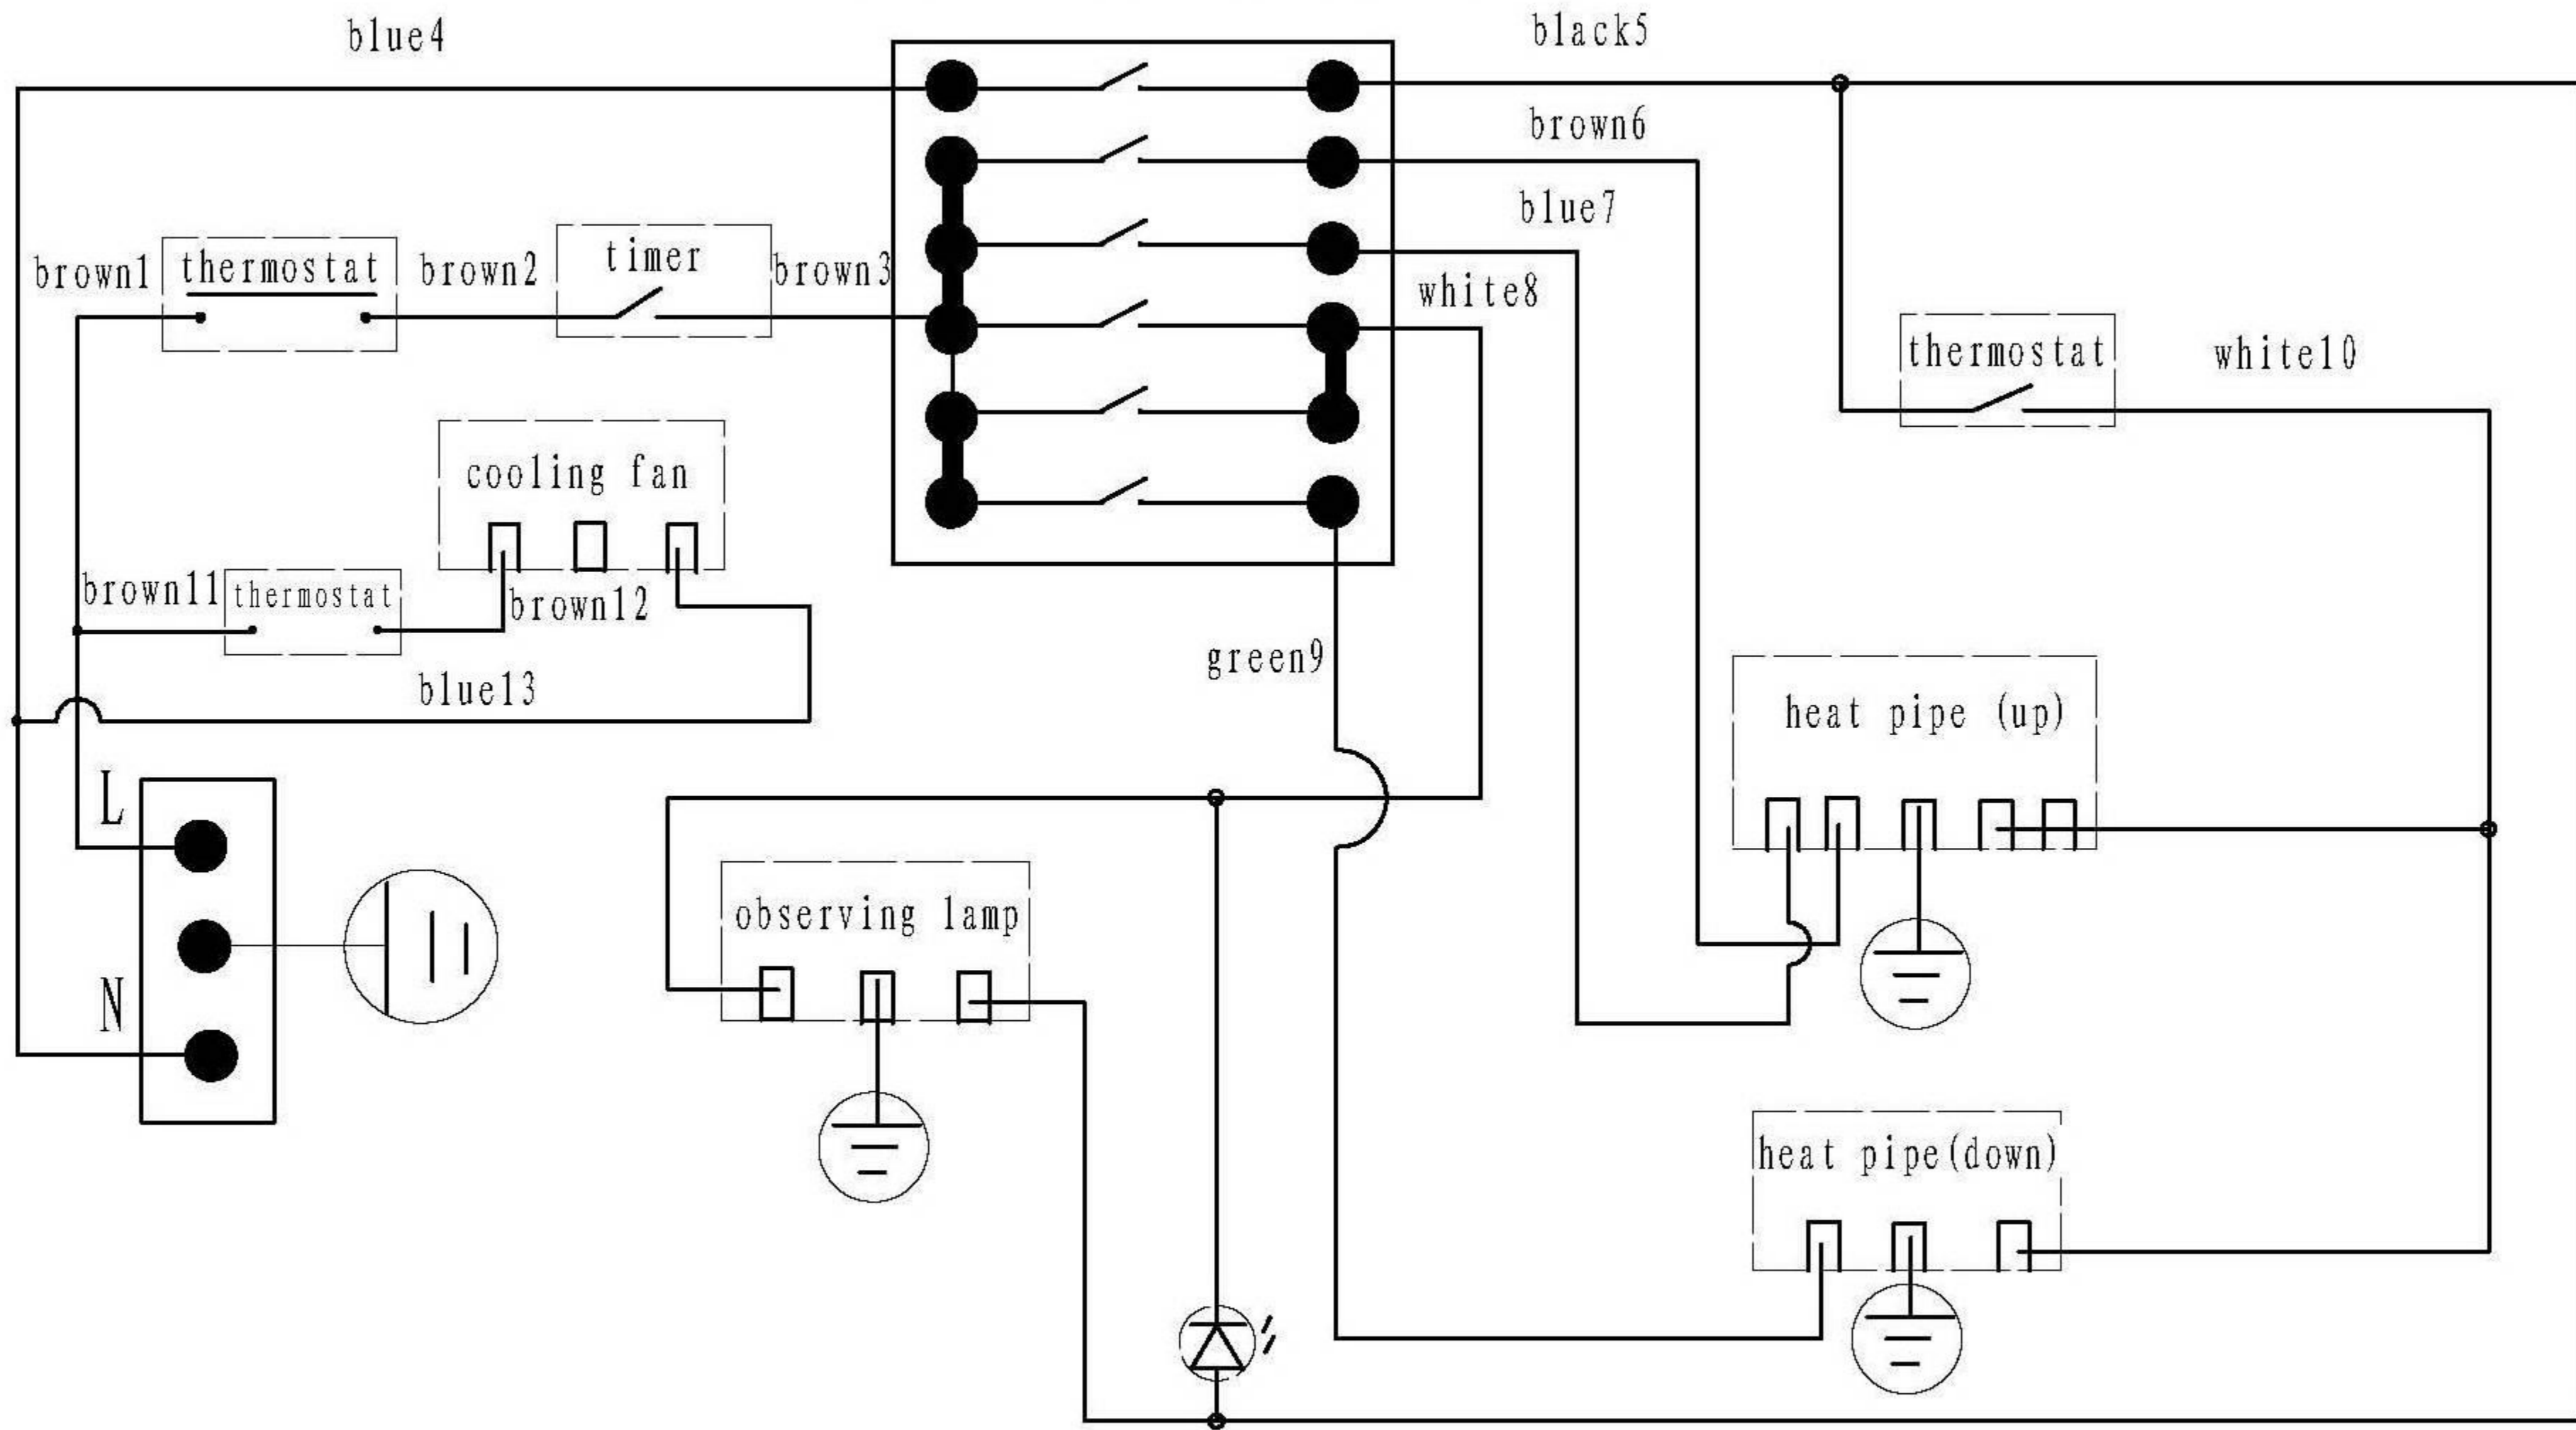 blue4
black5
brown6
blue7
brown1
thermostat
brown2
timer
brown3
white8
thermostat
white10
cooling fan
brown11
thermostat
brown12
green9
blue13
heat pipe (up)
L
observing lamp
N
heat pipe(down)